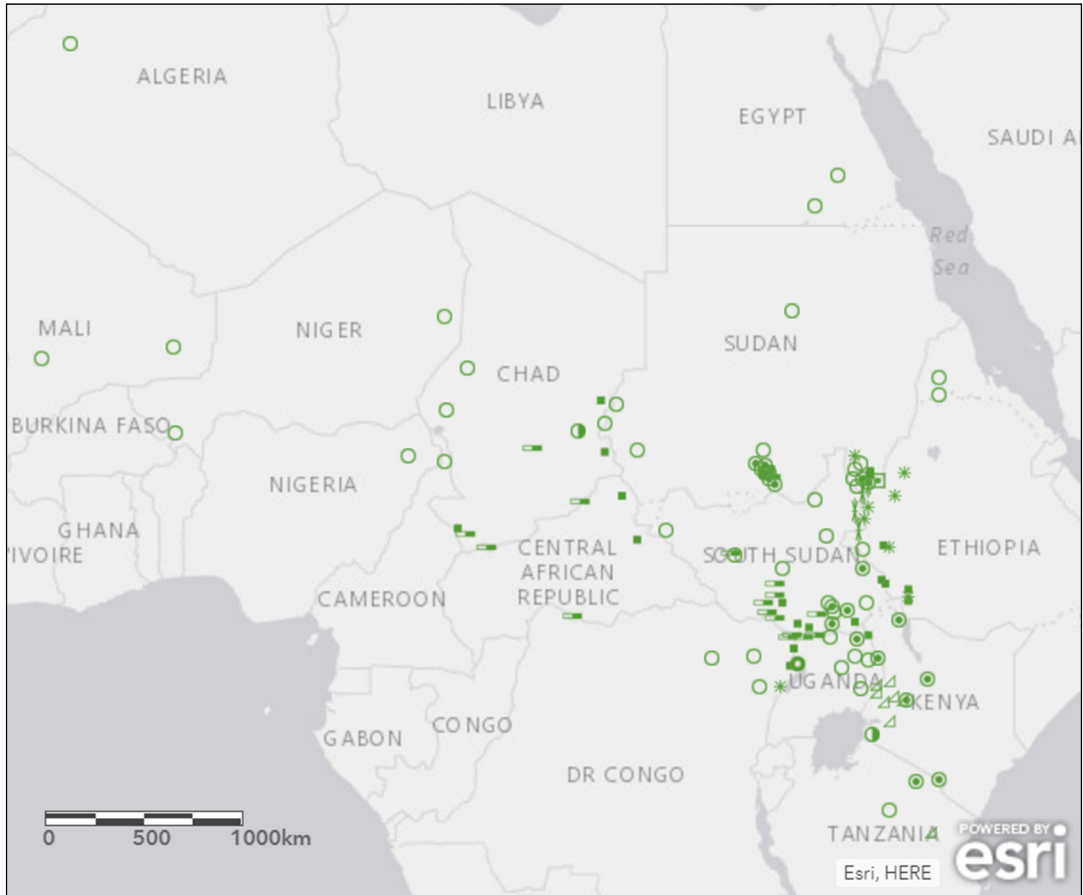 ALGERIA
LIBYA
EGYPT
SAUDI A
Red
Sea
MALI
NIGER
SUDAN
CHAD
BURKINA FASO
NIGERIA
GHANA
'IVOIRE
CENTRAL
AFRICAN
REPUBLIC
SOUTH SUDAN
ETHIOPIA
CAMEROON
UGANDA
KENYA
GABON
CONGO
DR CONGO
TANZANIA
0 500 1000km
Esri, HERE
POWERED BY
esri